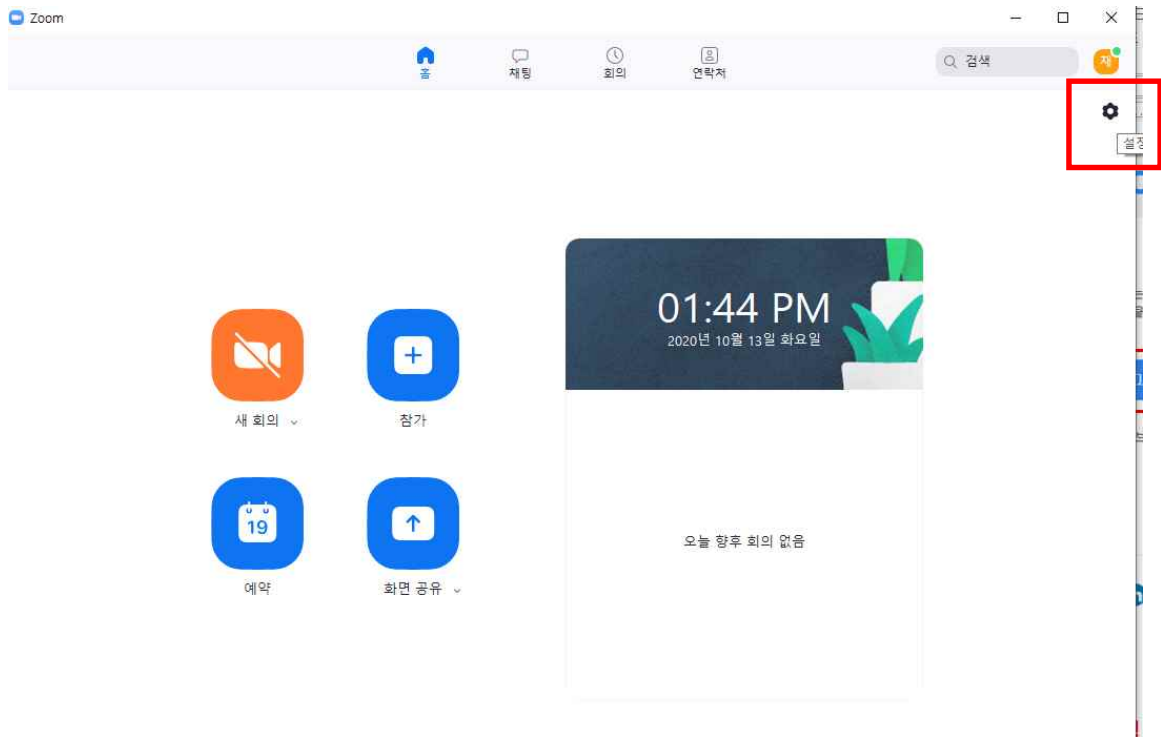 Zoom
홈
채팅
회의
연락처
검색
재
설정
01:44 PM
2020년 10월 13일 화요일
새 회의
참가
19
예약
화면 공유
오늘 향후 회의 없음